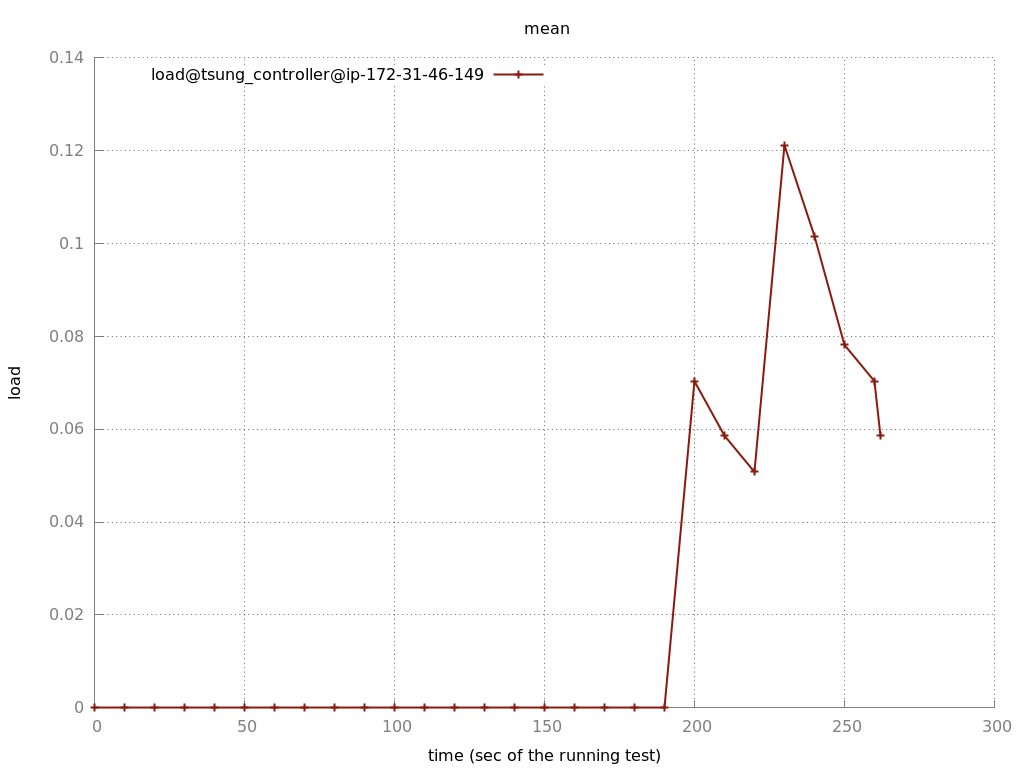 mean
0.14
load@tsung_controller@ip-172-31-46-149
0.12
0.1
0.08
load
0.06
0.04
0.02
0
0 50 100 150 200 250 300
time (sec of the running test)